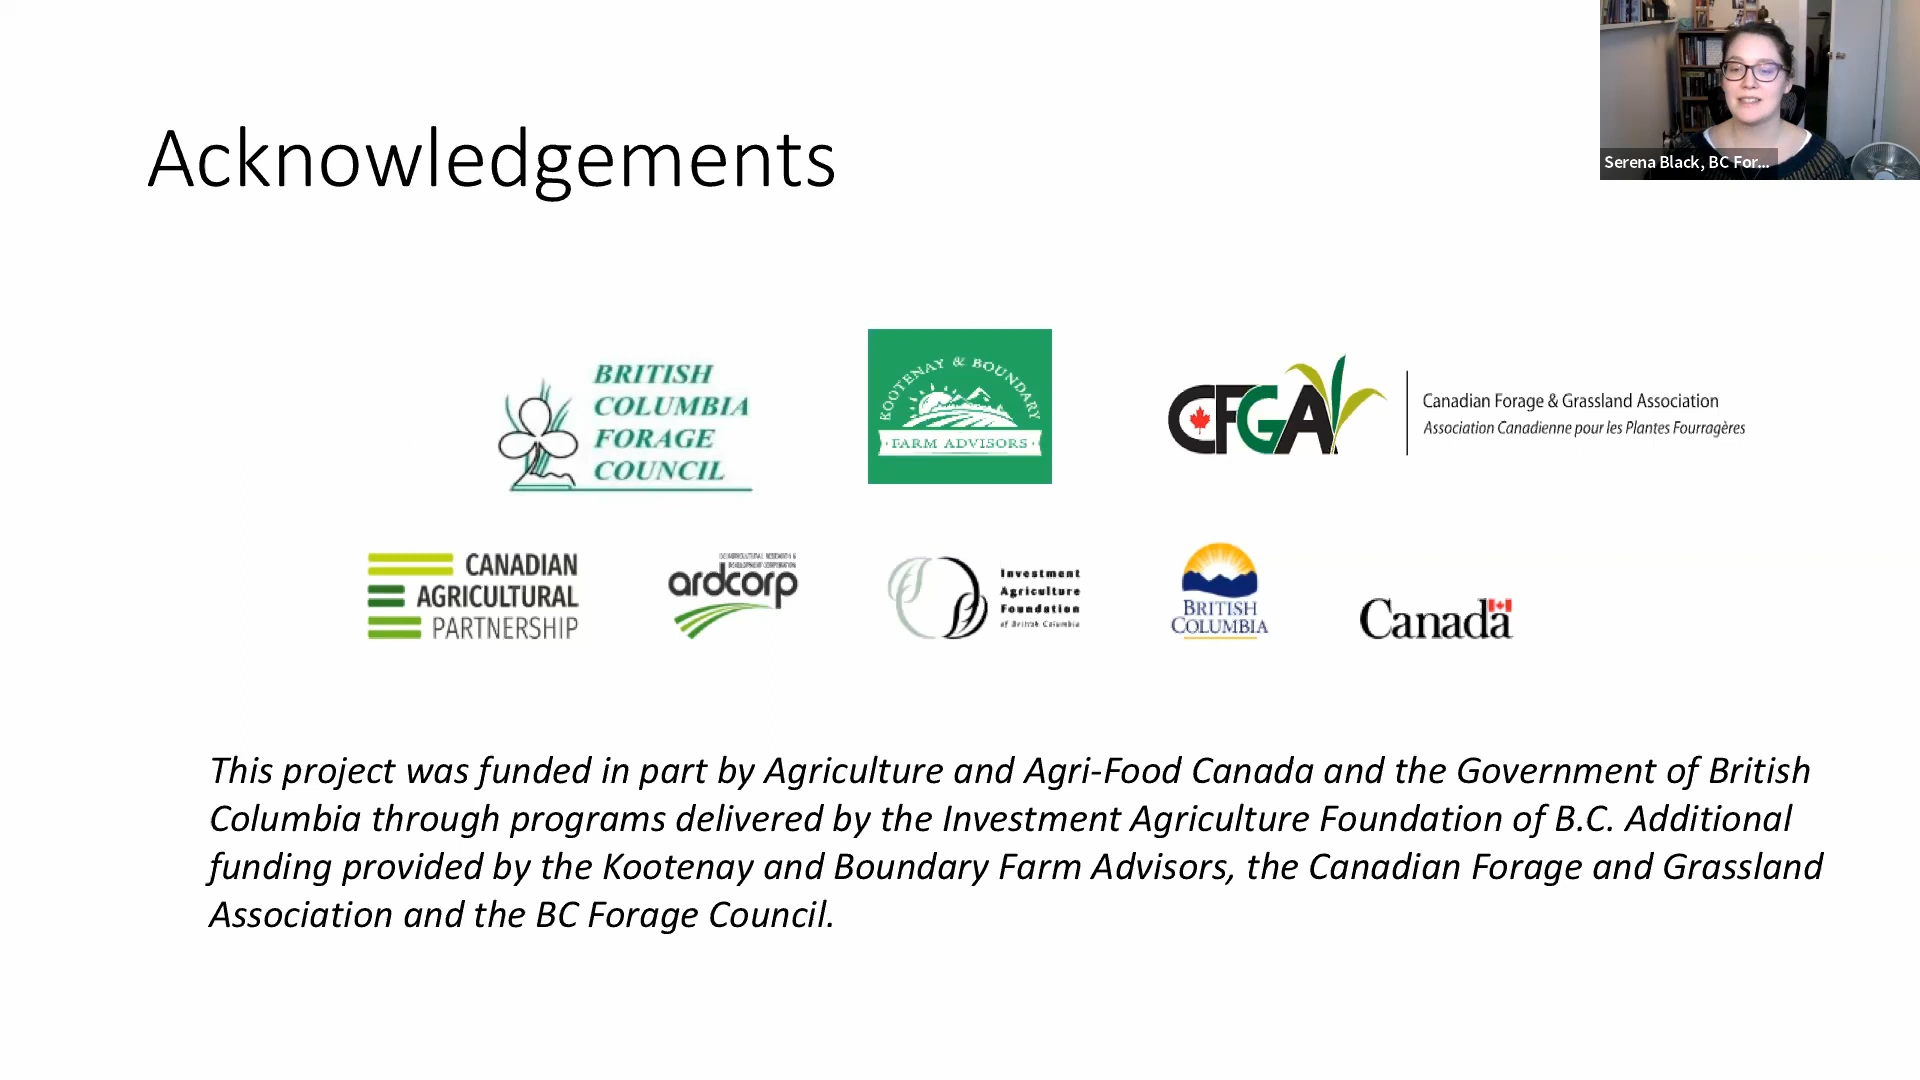 Serena Black, BC For...
Acknowledgements
BRITISH
COLUMBIA
FORAGE
COUNCIL
KOOTENAY & BOUNDARY
· FARM ADVISORS ·
CFGA
Canadian Forage & Grassland Association
Association Canadienne pour les Plantes Fourragères
CANADIAN
AGRICULTURAL
PARTNERSHIP
ardcorp
Investment
Agriculture
Foundation
of British Columbia
BRITISH
COLUMBIA
Canada
This project was funded in part by Agriculture and Agri-Food Canada and the Government of British
Columbia through programs delivered by the Investment Agriculture Foundation of B.C. Additional
funding provided by the Kootenay and Boundary Farm Advisors, the Canadian Forage and Grassland
Association and the BC Forage Council.